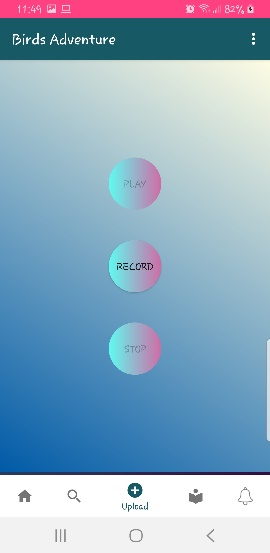 11:49 82%
Birds Adventure
PLAY
RECORD
STOP
Upload